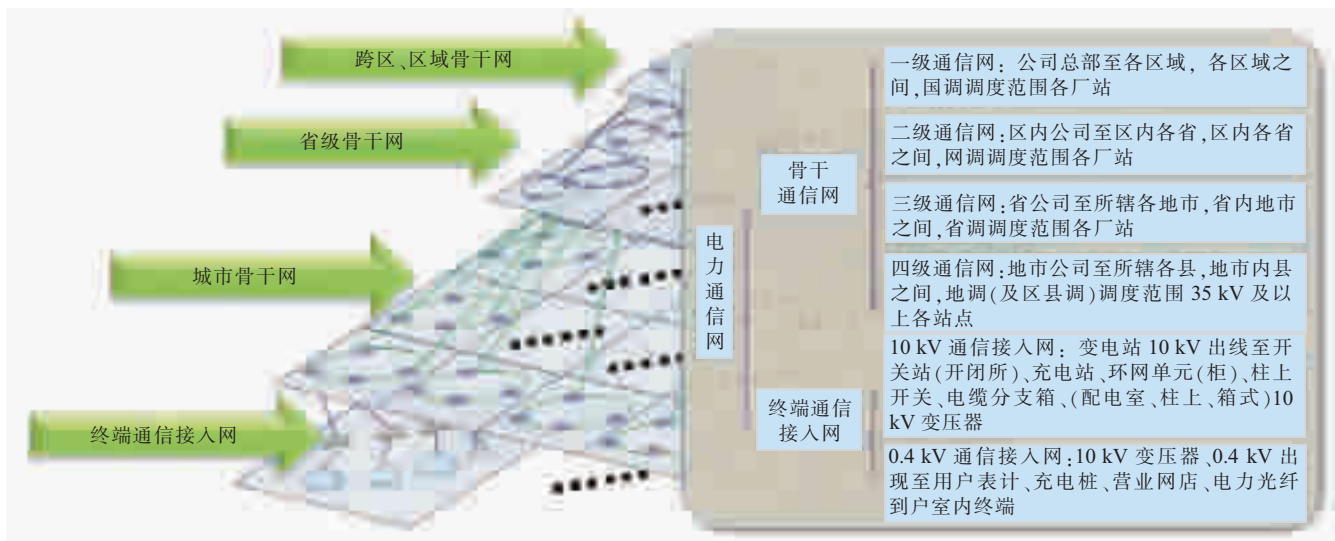 跨区、区域骨干网
省级骨干网
城市骨干网
终端通信接入网
电
力
通
信
网
骨干
通信网
终端通信
接入网
一级通信网：公司总部至各区域，各区域之
间,国调调度范围各厂站
二级通信网:区内公司至区内各省,区内各省
之间,网调调度范围各厂站
三级通信网:省公司至所辖各地市,省内地市
之间,省调调度范围各厂站
四级通信网:地市公司至所辖各县,地市内县
之间,地调(及区县调)调度范围 35 kV 及以
上各站点
10 kV 通信接入网：变电站 10 kV 出线至开
关站(开闭所)、充电站、环网单元(柜)、柱上
开关、电缆分支箱、(配电室、柱上、箱式)10
kV 变压器
0.4 kV 通信接入网:10 kV 变压器、0.4 kV 出
现至用户表计、充电桩、营业网店、电力光纤
到户室内终端